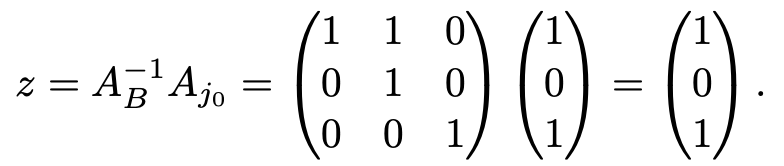 $z = A_B^{-1} A_{j_0} = \begin{pmatrix} 1 & 1 & 0 \\ 0 & 1 & 0 \\ 0 & 0 & 1 \end{pmatrix} \begin{pmatrix} 1 \\ 0 \\ 1 \end{pmatrix} = \begin{pmatrix} 1 \\ 0 \\ 1 \end{pmatrix}.$